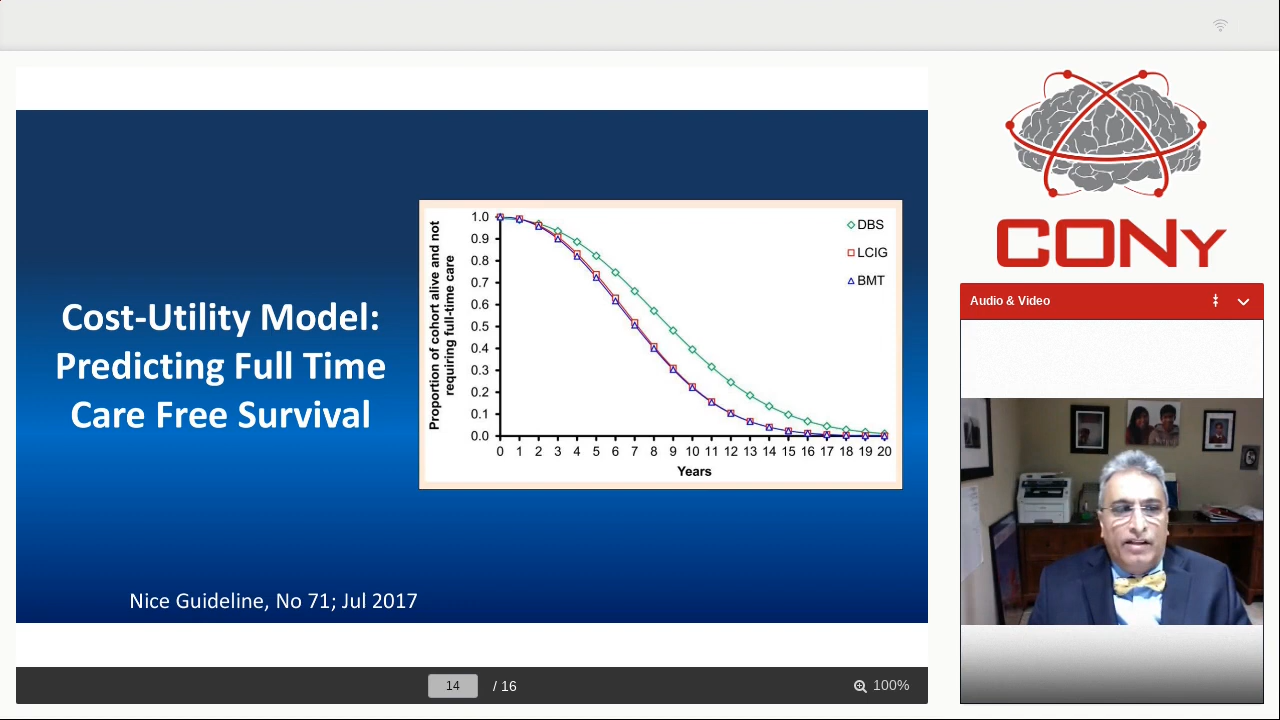 CONy
Audio & Video
Cost-Utility Model:
Predicting Full Time
Care Free Survival
Proportion of cohort alive and not
requiring full-time care
1.0
0.9
0.8
0.7
0.6
0.5
0.4
0.3
0.2
0.1
0.0
0 1 2 3 4 5 6 7 8 9 10 11 12 13 14 15 16 17 18 19 20
Years
DBS
LCIG
BMT
Nice Guideline, No 71; Jul 2017
14 / 16
100%